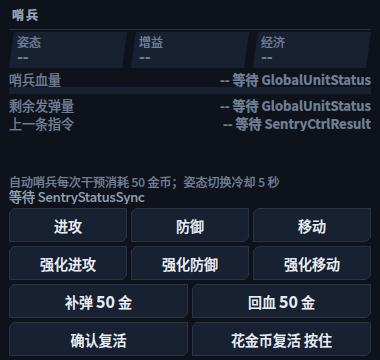 哨兵
姿态 增益 经济
-- -- --
哨兵血量 -- 等待 GlobalUnitStatus
剩余发弹量 -- 等待 GlobalUnitStatus
上一条指令 -- 等待 SentryCtrlResult
自动哨兵每次干预消耗 50 金币；姿态切换冷却 5 秒
等待 SentryStatusSync
进攻 防御 移动
强化进攻 强化防御 强化移动
补弹 50 金 回血 50 金
确认复活 花金币复活 按住